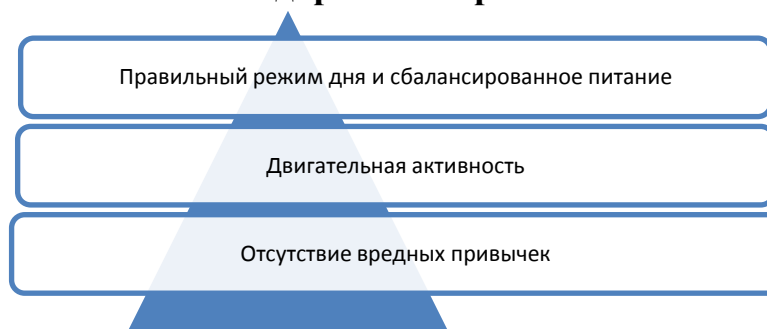 Правильный режим дня и сбалансированное питание
Двигательная активность
Отсутствие вредных привычек